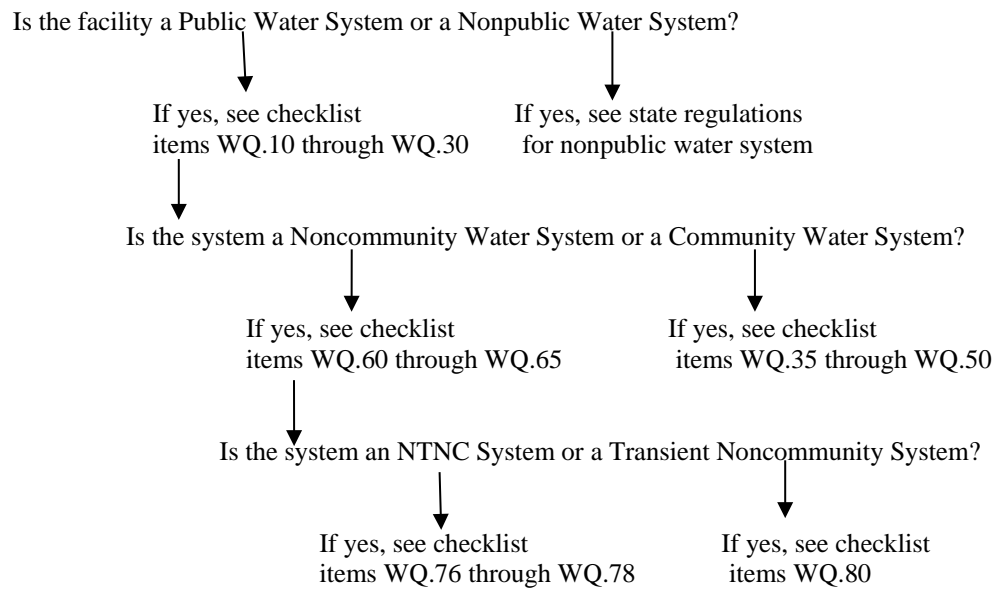 Is the facility a Public Water System or a Nonpublic Water System?
If yes, see checklist
items WQ.10 through WQ.30
If yes, see state regulations
for nonpublic water system
Is the system a Noncommunity Water System or a Community Water System?
If yes, see checklist
items WQ.60 through WQ.65
If yes, see checklist
items WQ.35 through WQ.50
Is the system an NTNC System or a Transient Noncommunity System?
If yes, see checklist
items WQ.76 through WQ.78
If yes, see checklist
items WQ.80